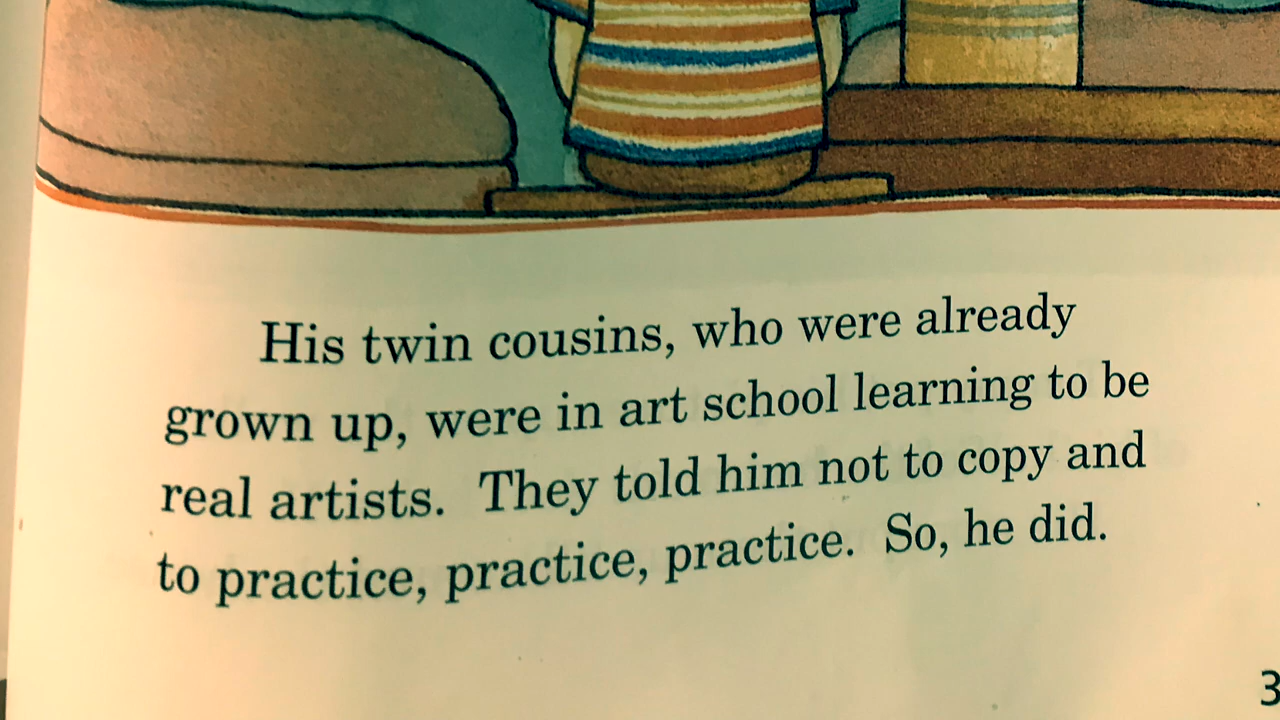 His twin cousins, who were already
grown up, were in art school learning to be
real artists. They told him not to copy and
to practice, practice, practice. So, he did.
3